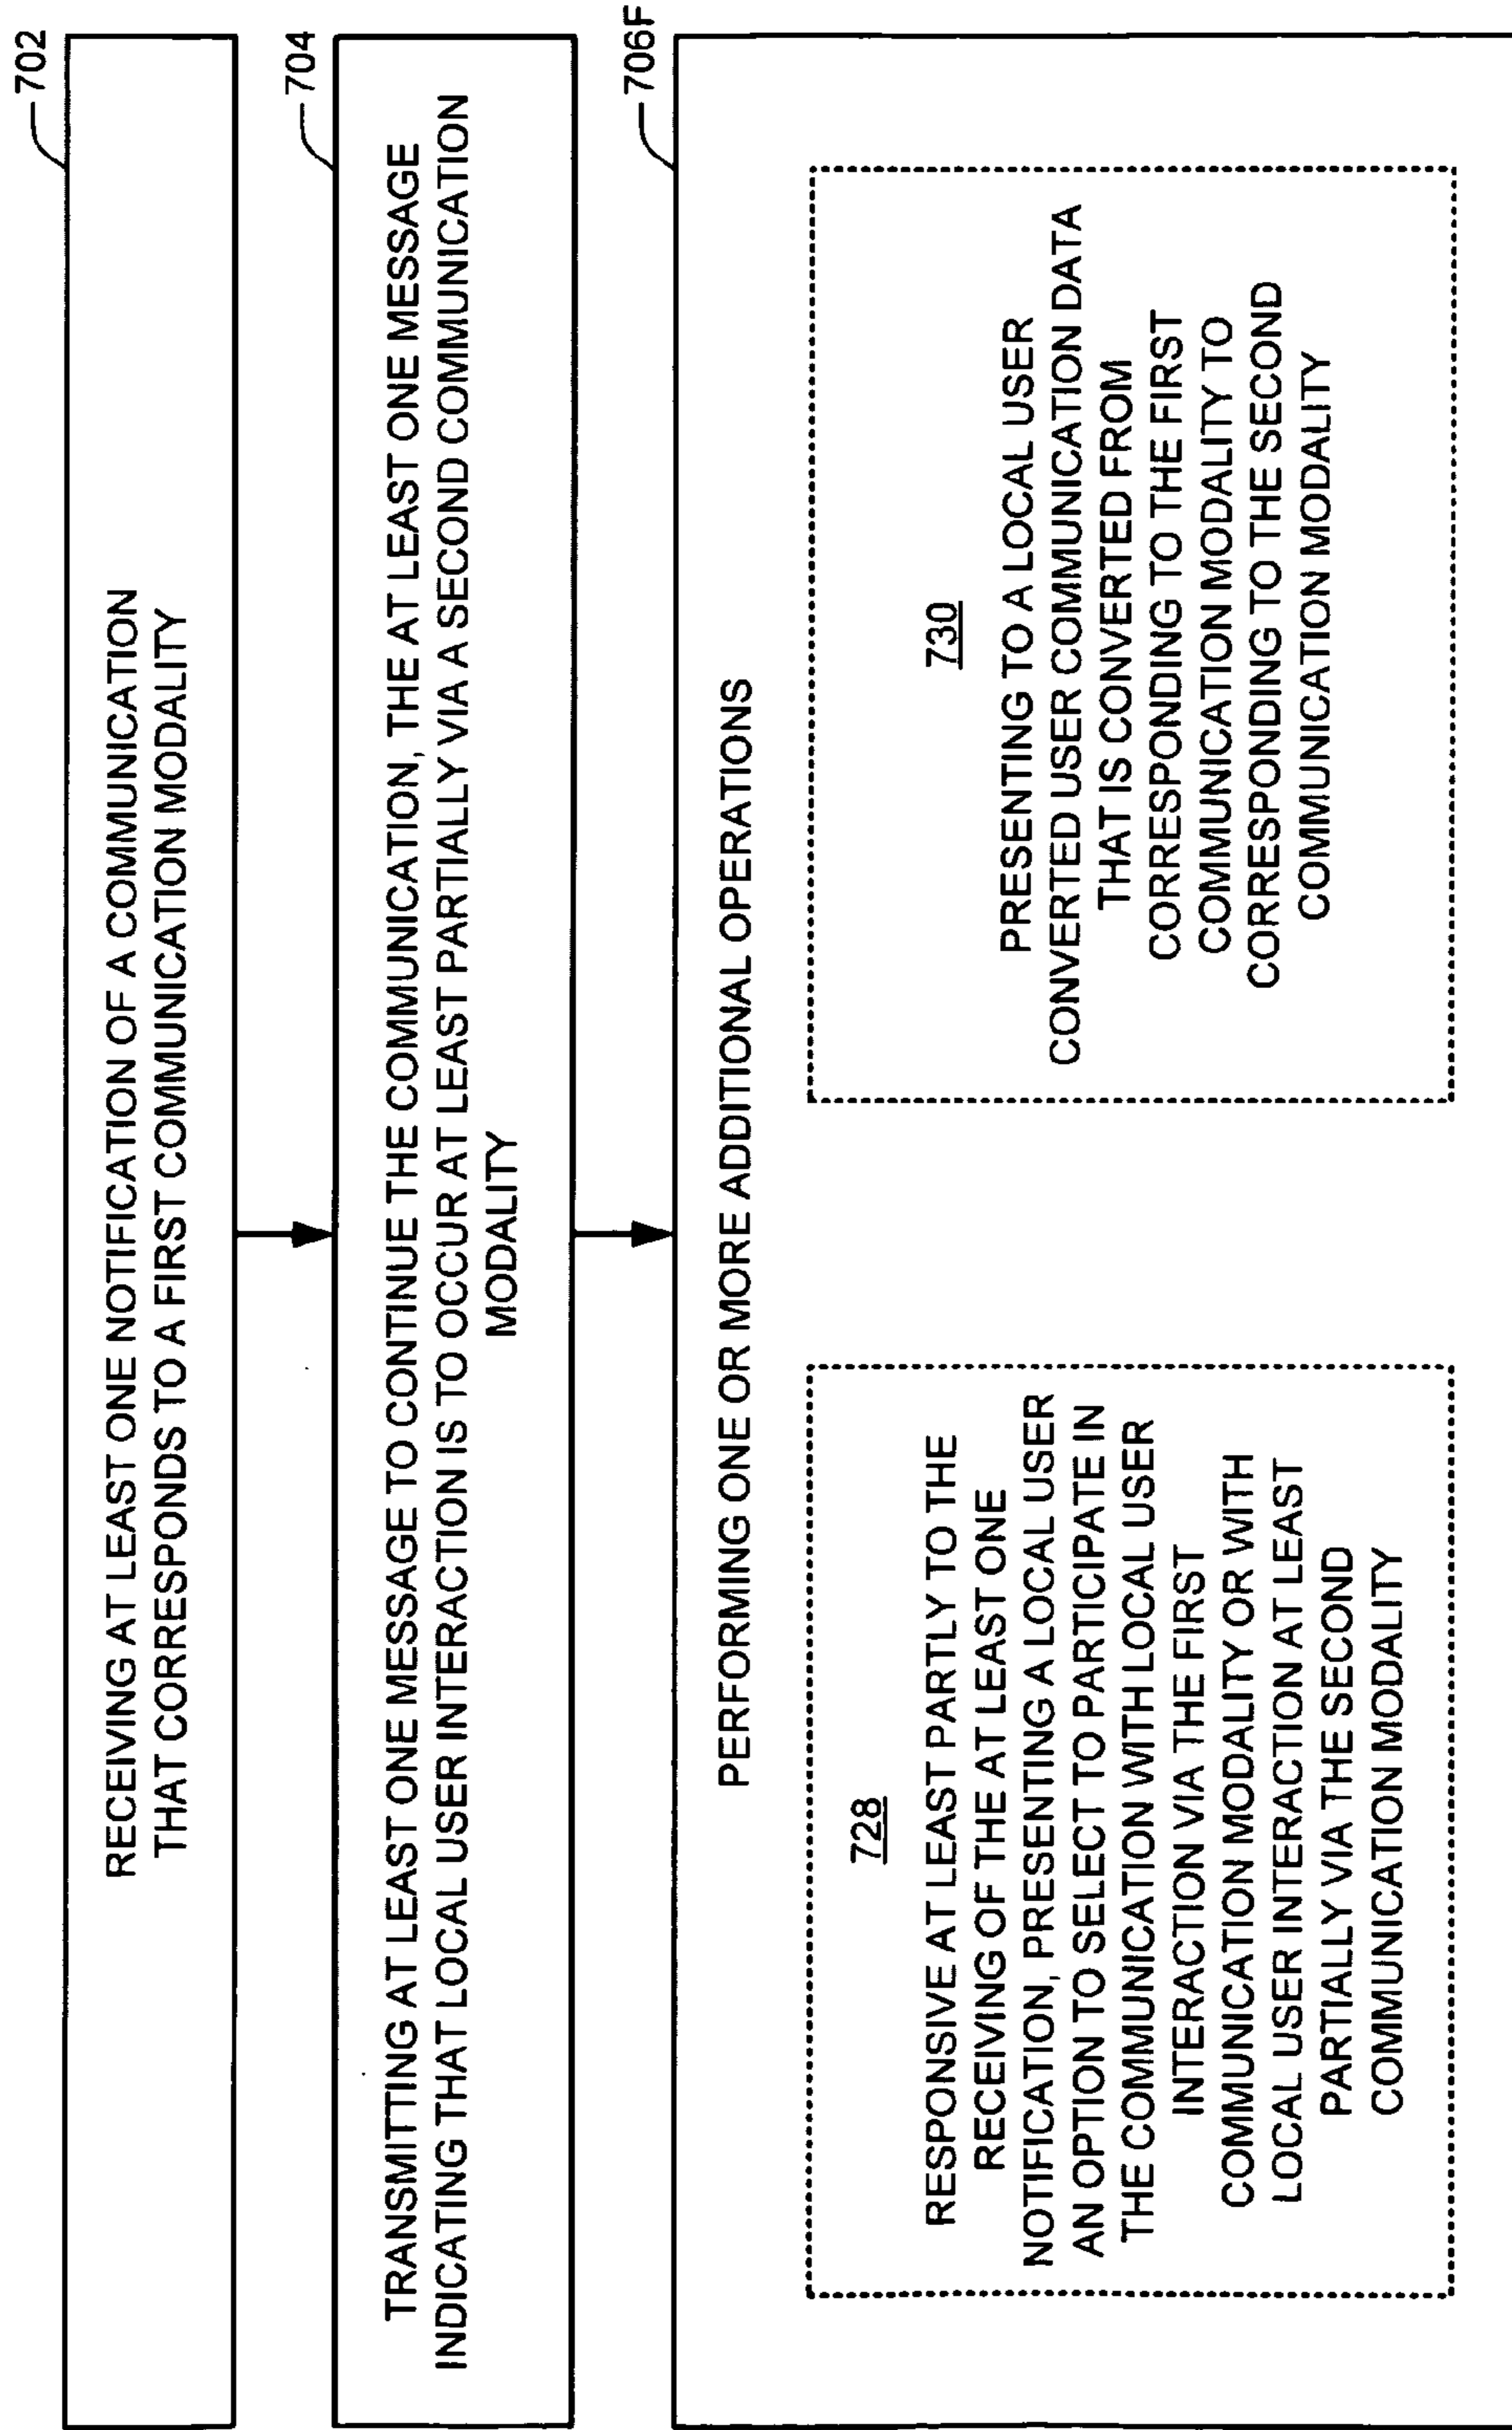 702
RECEIVING AT LEAST ONE NOTIFICATION OF A COMMUNICATION
THAT CORRESPONDS TO A FIRST COMMUNICATION MODALITY
704
TRANSMITTING AT LEAST ONE MESSAGE TO CONTINUE THE COMMUNICATION, THE AT LEAST ONE MESSAGE
INDICATING THAT LOCAL USER INTERACTION IS TO OCCUR AT LEAST PARTIALLY VIA A SECOND COMMUNICATION
MODALITY
706F
PERFORMING ONE OR MORE ADDITIONAL OPERATIONS
728
RESPONSIVE AT LEAST PARTLY TO THE
RECEIVING OF THE AT LEAST ONE
NOTIFICATION, PRESENTING A LOCAL USER
AN OPTION TO SELECT TO PARTICIPATE IN
THE COMMUNICATION WITH LOCAL USER
INTERACTION VIA THE FIRST
COMMUNICATION MODALITY OR WITH
LOCAL USER INTERACTION AT LEAST
PARTIALLY VIA THE SECOND
COMMUNICATION MODALITY
730
PRESENTING TO A LOCAL USER
CONVERTED USER COMMUNICATION DATA
THAT IS CONVERTED FROM
CORRESPONDING TO THE FIRST
COMMUNICATION MODALITY TO
CORRESPONDING TO THE SECOND
COMMUNICATION MODALITY